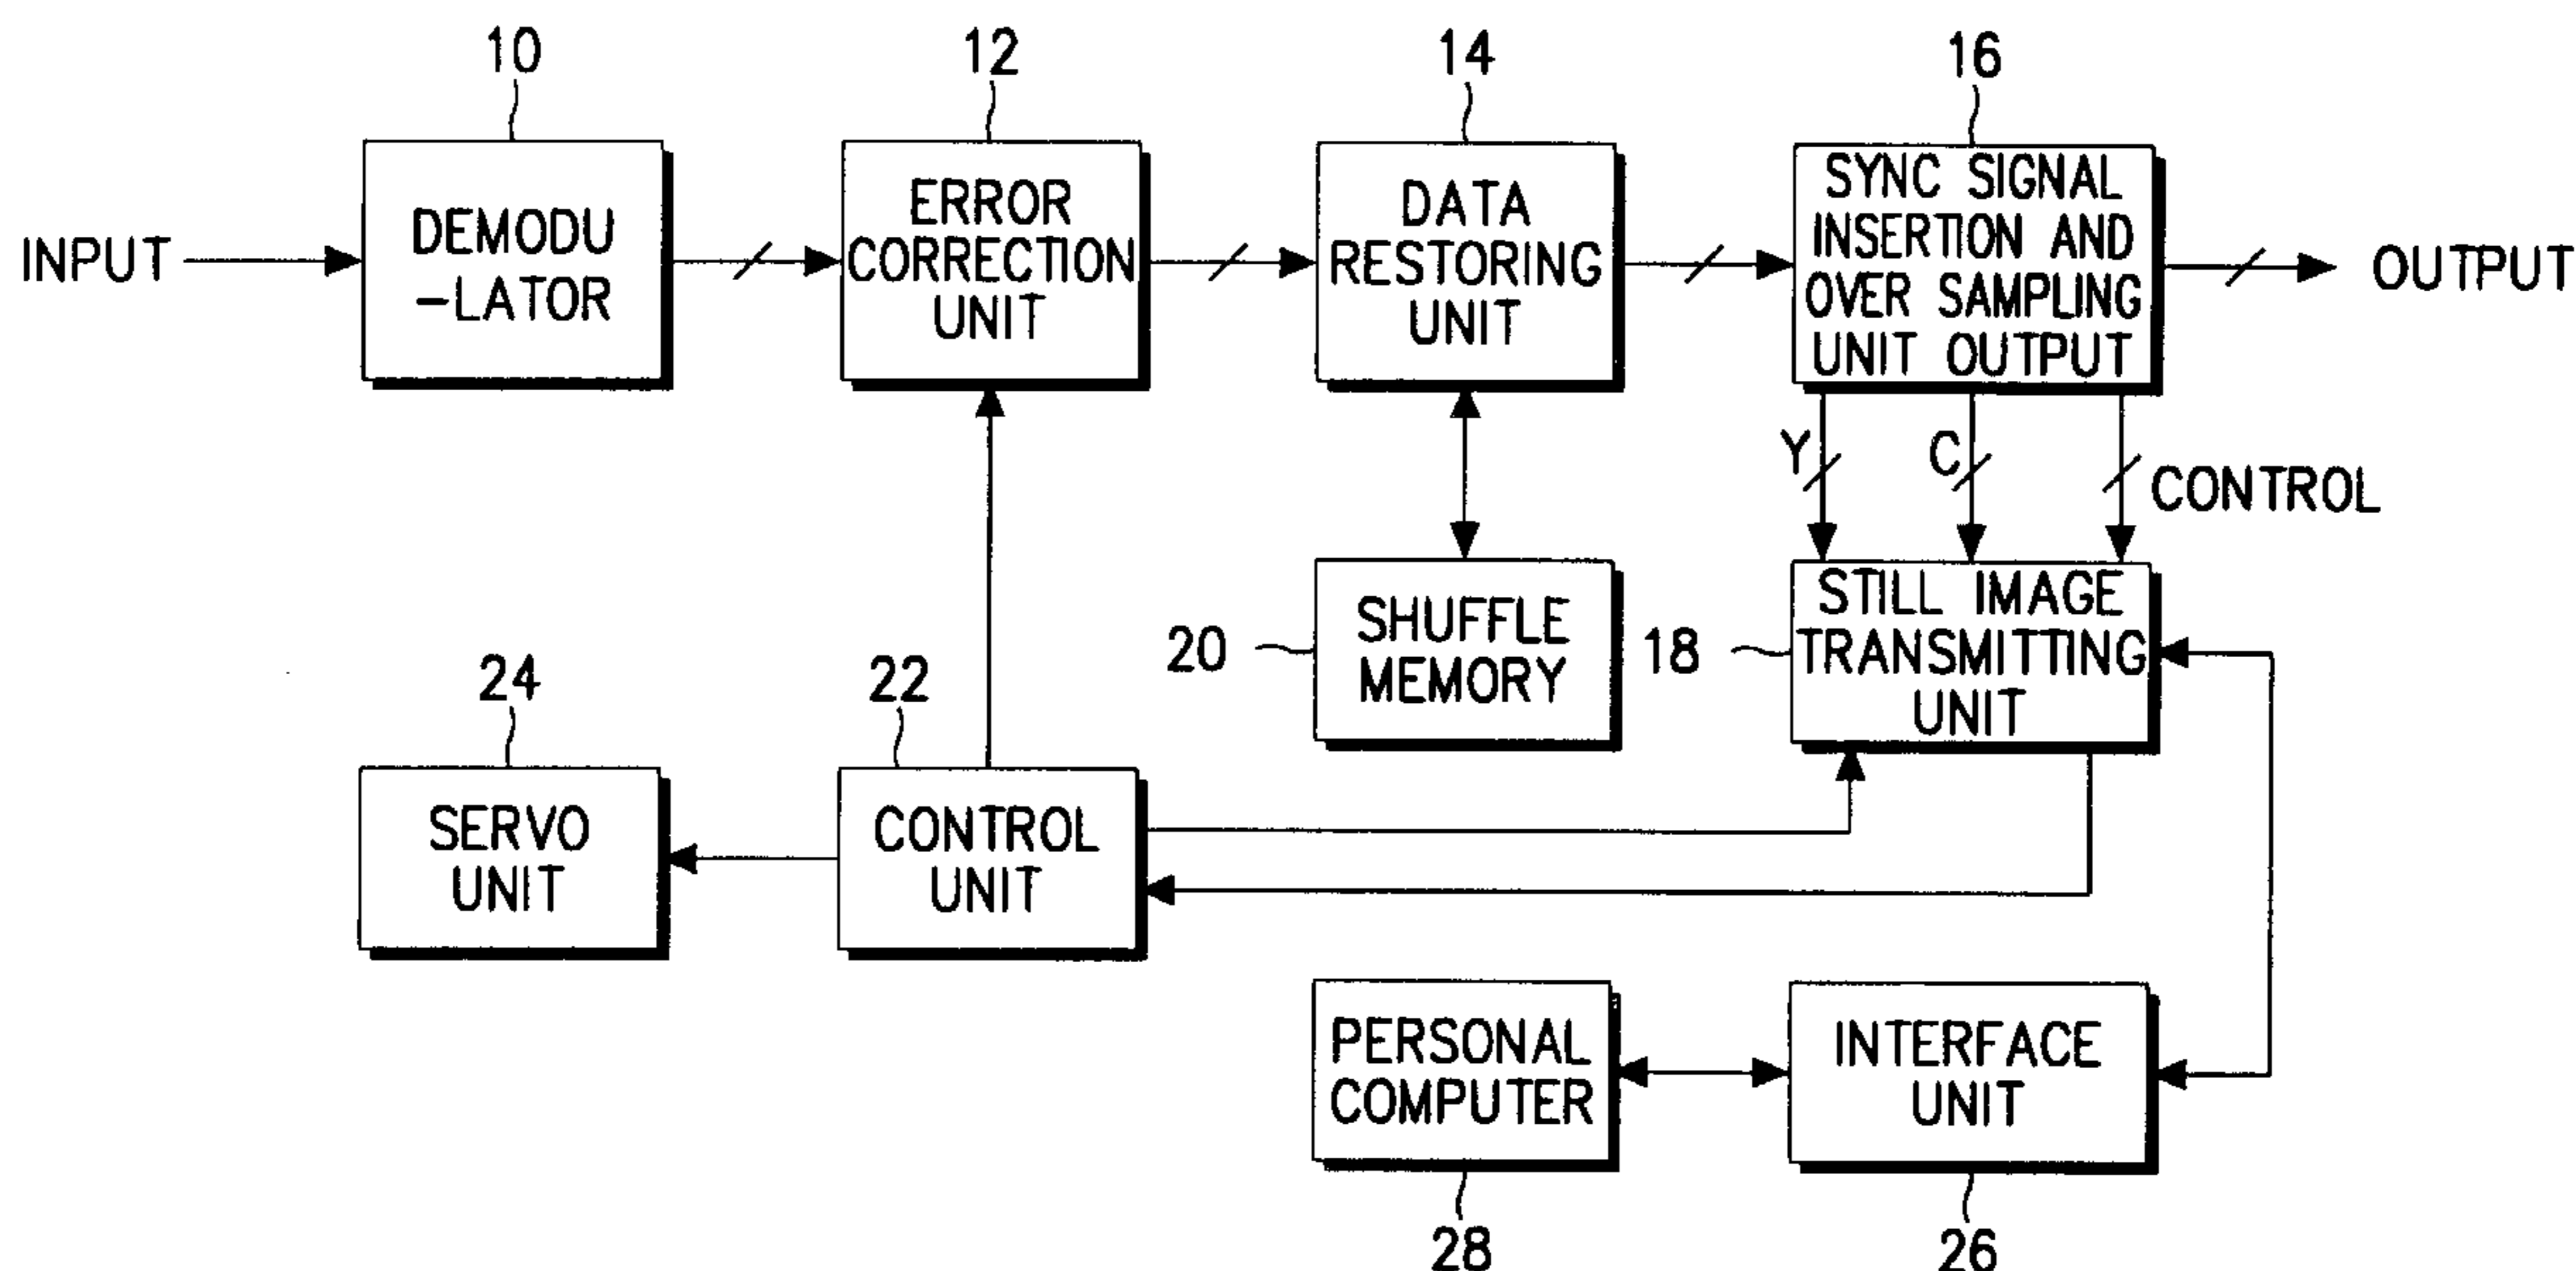 10
12
14
16
INPUT
DEMODU
-LATOR
ERROR
CORRECTION
UNIT
DATA
RESTORING
UNIT
SYNC SIGNAL
INSERTION AND
OVER SAMPLING
UNIT OUTPUT
OUTPUT
Y
C
CONTROL
20
SHUFFLE
MEMORY
18
STILL IMAGE
TRANSMITTING
UNIT
24
22
SERVO
UNIT
CONTROL
UNIT
PERSONAL
COMPUTER
INTERFACE
UNIT
28
26